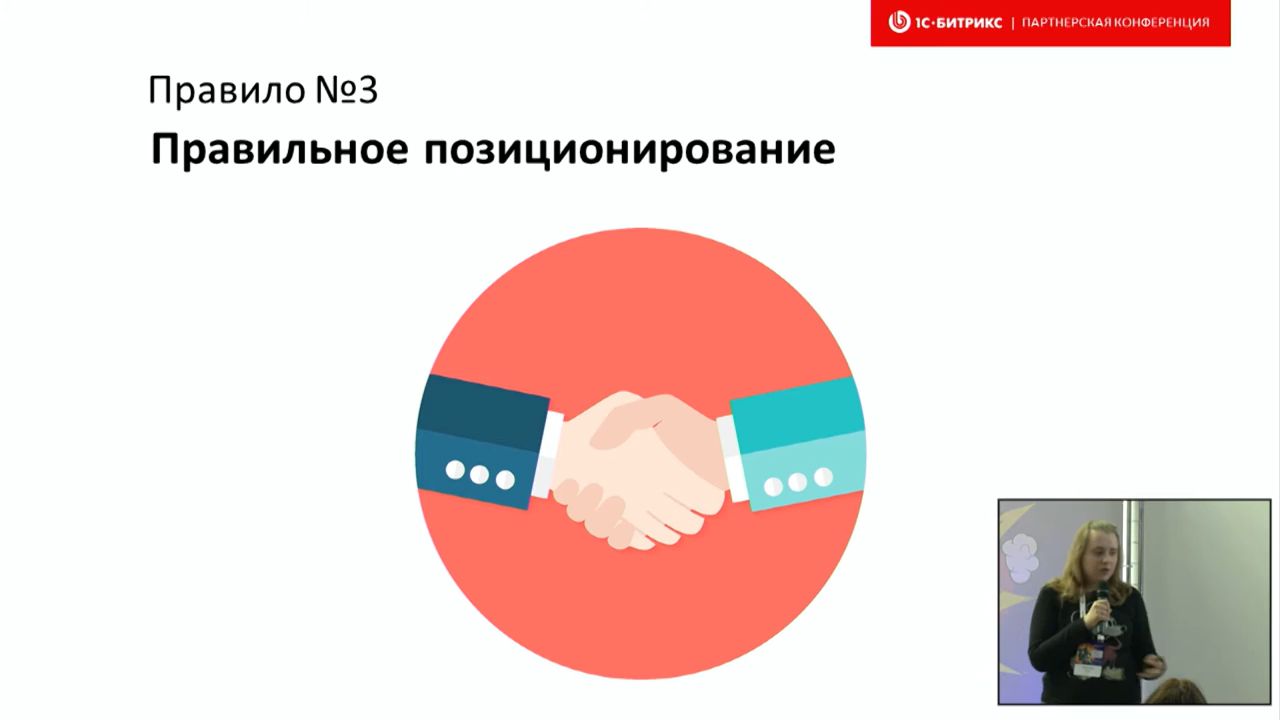 1С·БИТРИКС | ПАРТНЕРСКАЯ КОНФЕРЕНЦИЯ
Правило №3
Правильное позиционирование